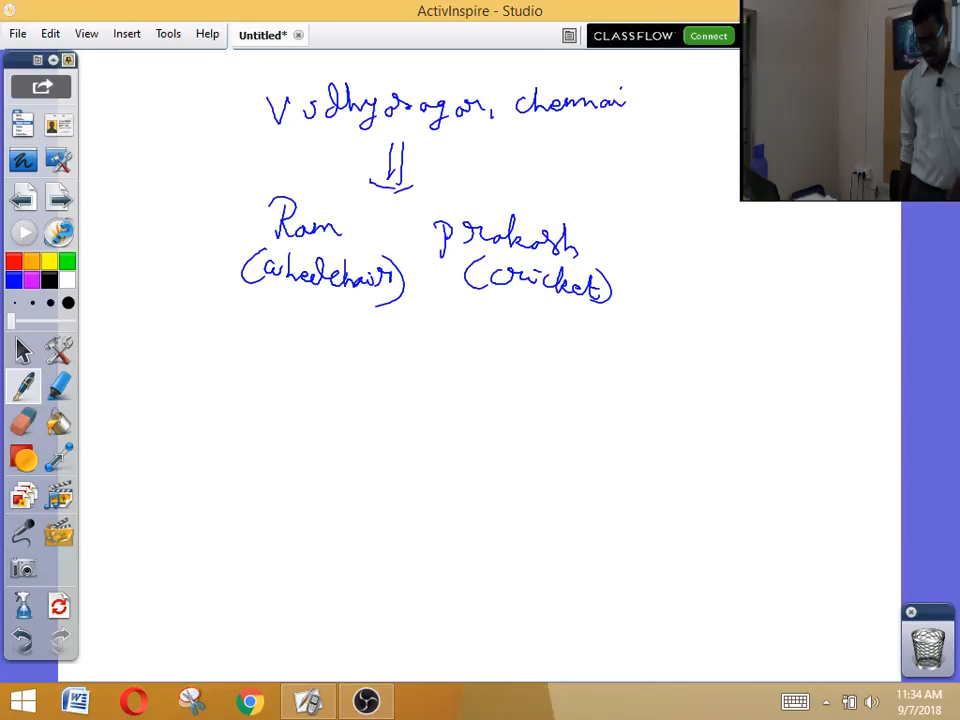 ActivInspire - Studio
File Edit View Insert Tools Help Untitled* CLASSFLOW Connect
Vidhyasagar, Chennai
Ram Prakash
(wheelchair) (cricket)
11:34 AM
9/7/2018